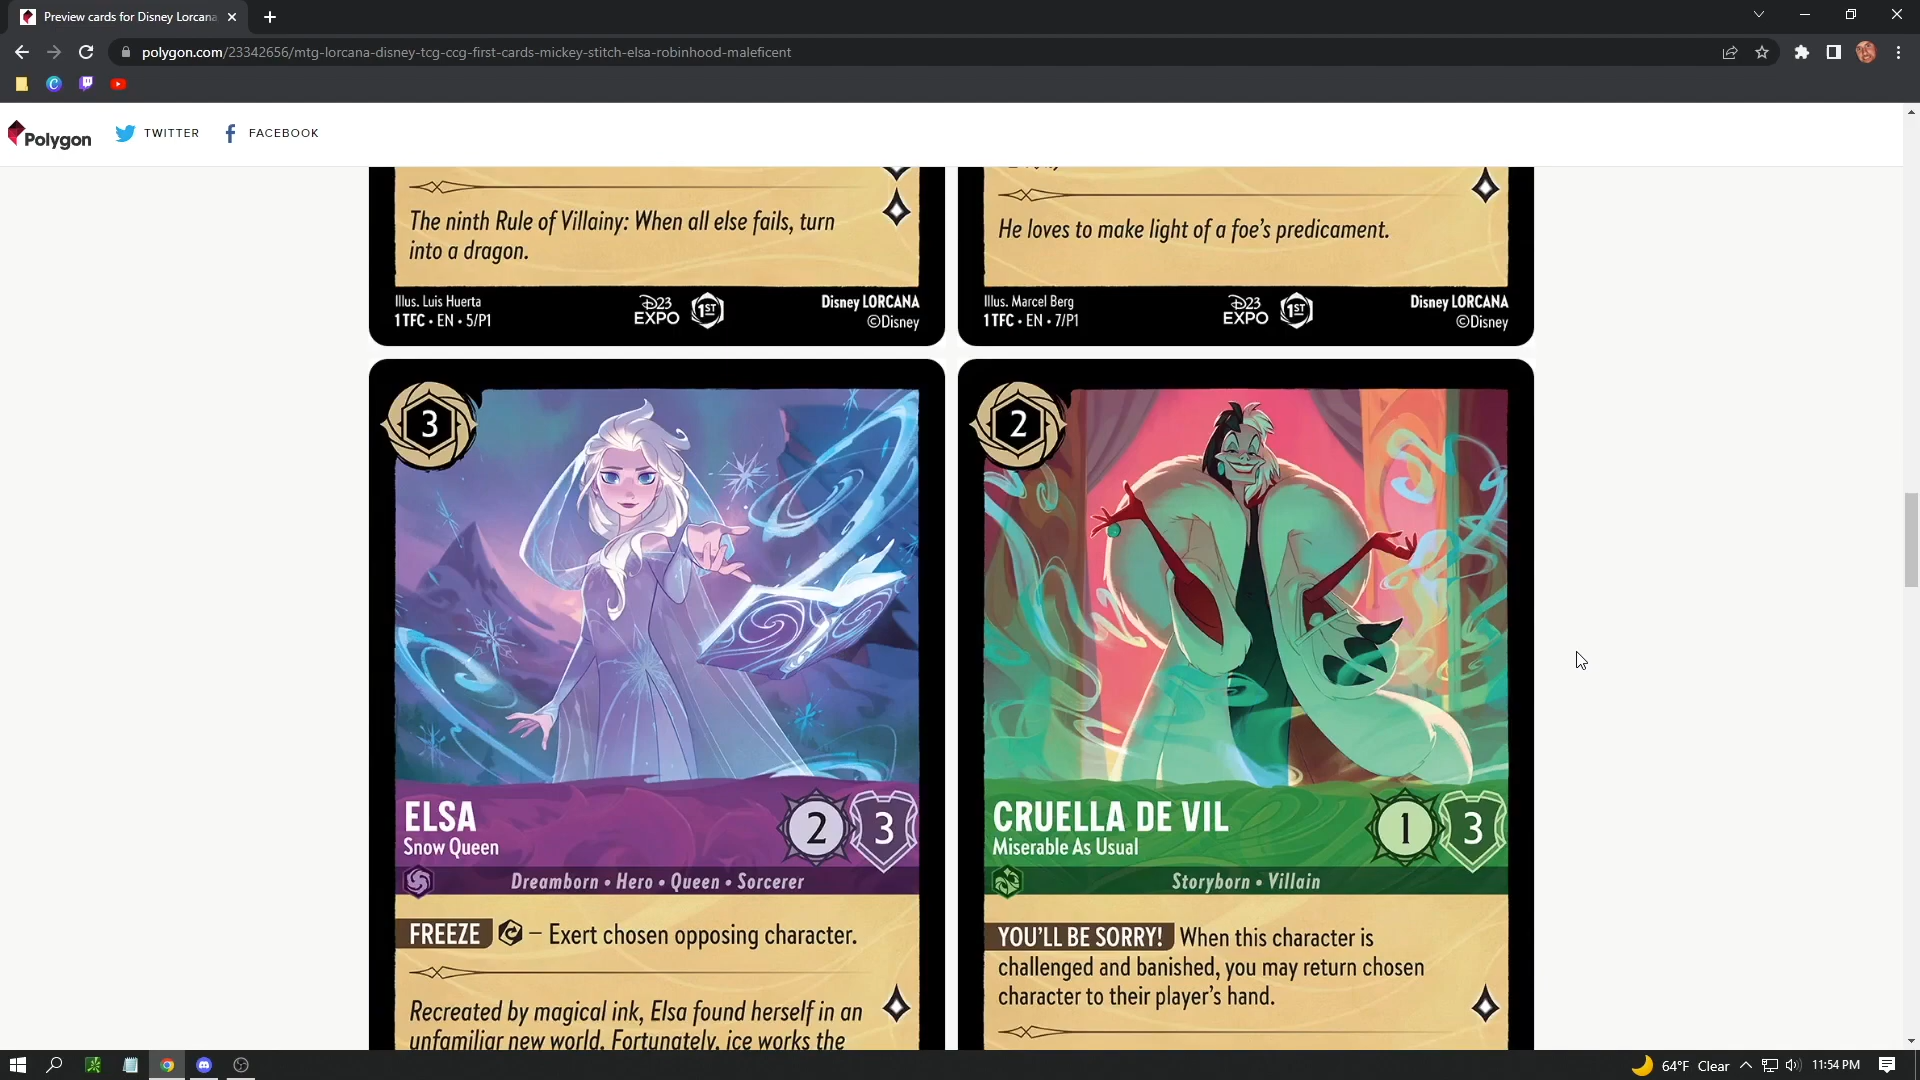 Preview cards for Disney Lorcana
polygon.com/23342656/mtg-lorcana-disney-tcg-ccg-first-cards-mickey-stitch-elsa-robinhood-maleficent
Polygon
TWITTER
FACEBOOK
The ninth Rule of Villainy: When all else fails, turn
into a dragon.
Illus. Luis Huerta
1TFC • EN • 5/P1
D23
EXPO
1ST
Disney LORCANA
©Disney
He loves to make light of a foe's predicament.
Illus. Marcel Berg
1TFC • EN • 7/P1
D23
EXPO
1ST
Disney LORCANA
©Disney
3
ELSA
Snow Queen
2
3
Dreamborn • Hero • Queen • Sorcerer
FREEZE – Exert chosen opposing character.
Recreated by magical ink, Elsa found herself in an
unfamiliar new world. Fortunately, ice works the
2
CRUELLA DE VIL
Miserable As Usual
1
3
Storyborn • Villain
YOU'LL BE SORRY! When this character is
challenged and banished, you may return chosen
character to their player's hand.
64°F Clear
11:54 PM